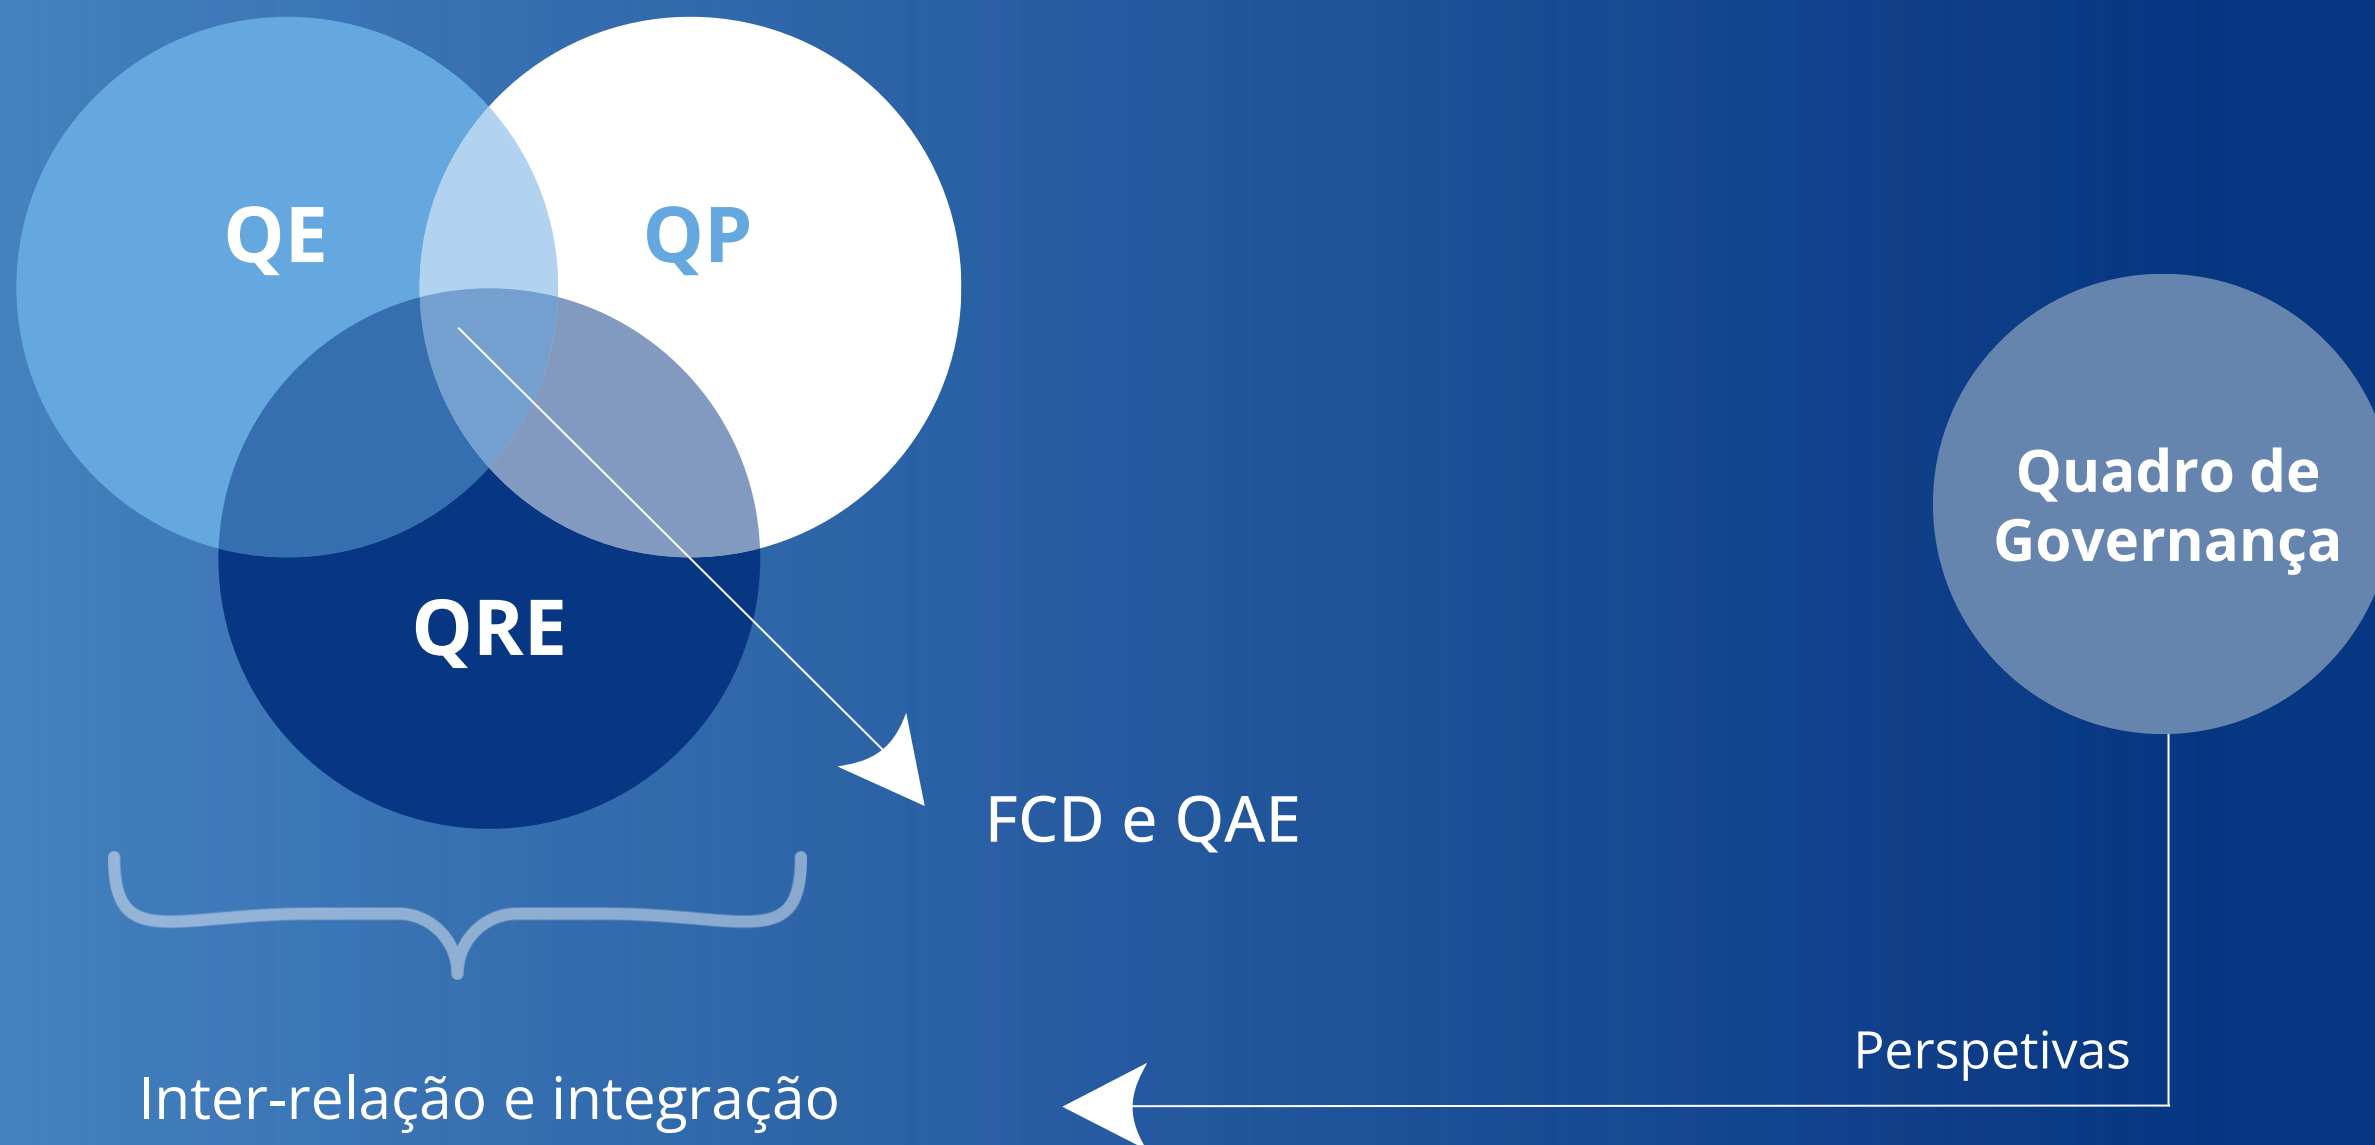 QE
QP
QRE
Quadro de
Governança
FCD e QAE
Perspetivas
Inter-relação e integração